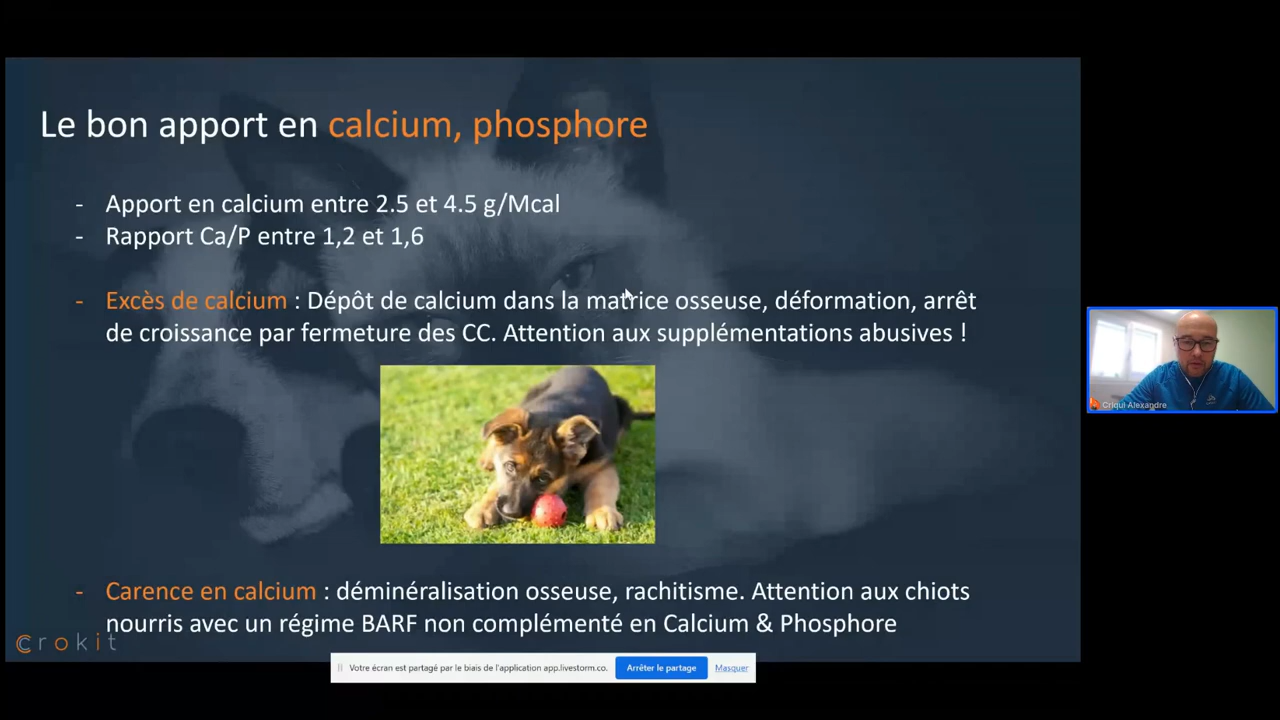 Le bon apport en calcium, phosphore
- Apport en calcium entre 2.5 et 4.5 g/Mcal
- Rapport Ca/P entre 1,2 et 1,6
- Excès de calcium : Dépôt de calcium dans la matrice osseuse, déformation, arrêt
de croissance par fermeture des CC. Attention aux supplémentations abusives !
Criqui Alexandre
- Carence en calcium : déminéralisation osseuse, rachitisme. Attention aux chiots
nourris avec un régime BARF non complémenté en Calcium & Phosphore
Crokit
Votre écran est partagé par le biais de l'application app.livestorm.co. Arrêter le partage Masquer